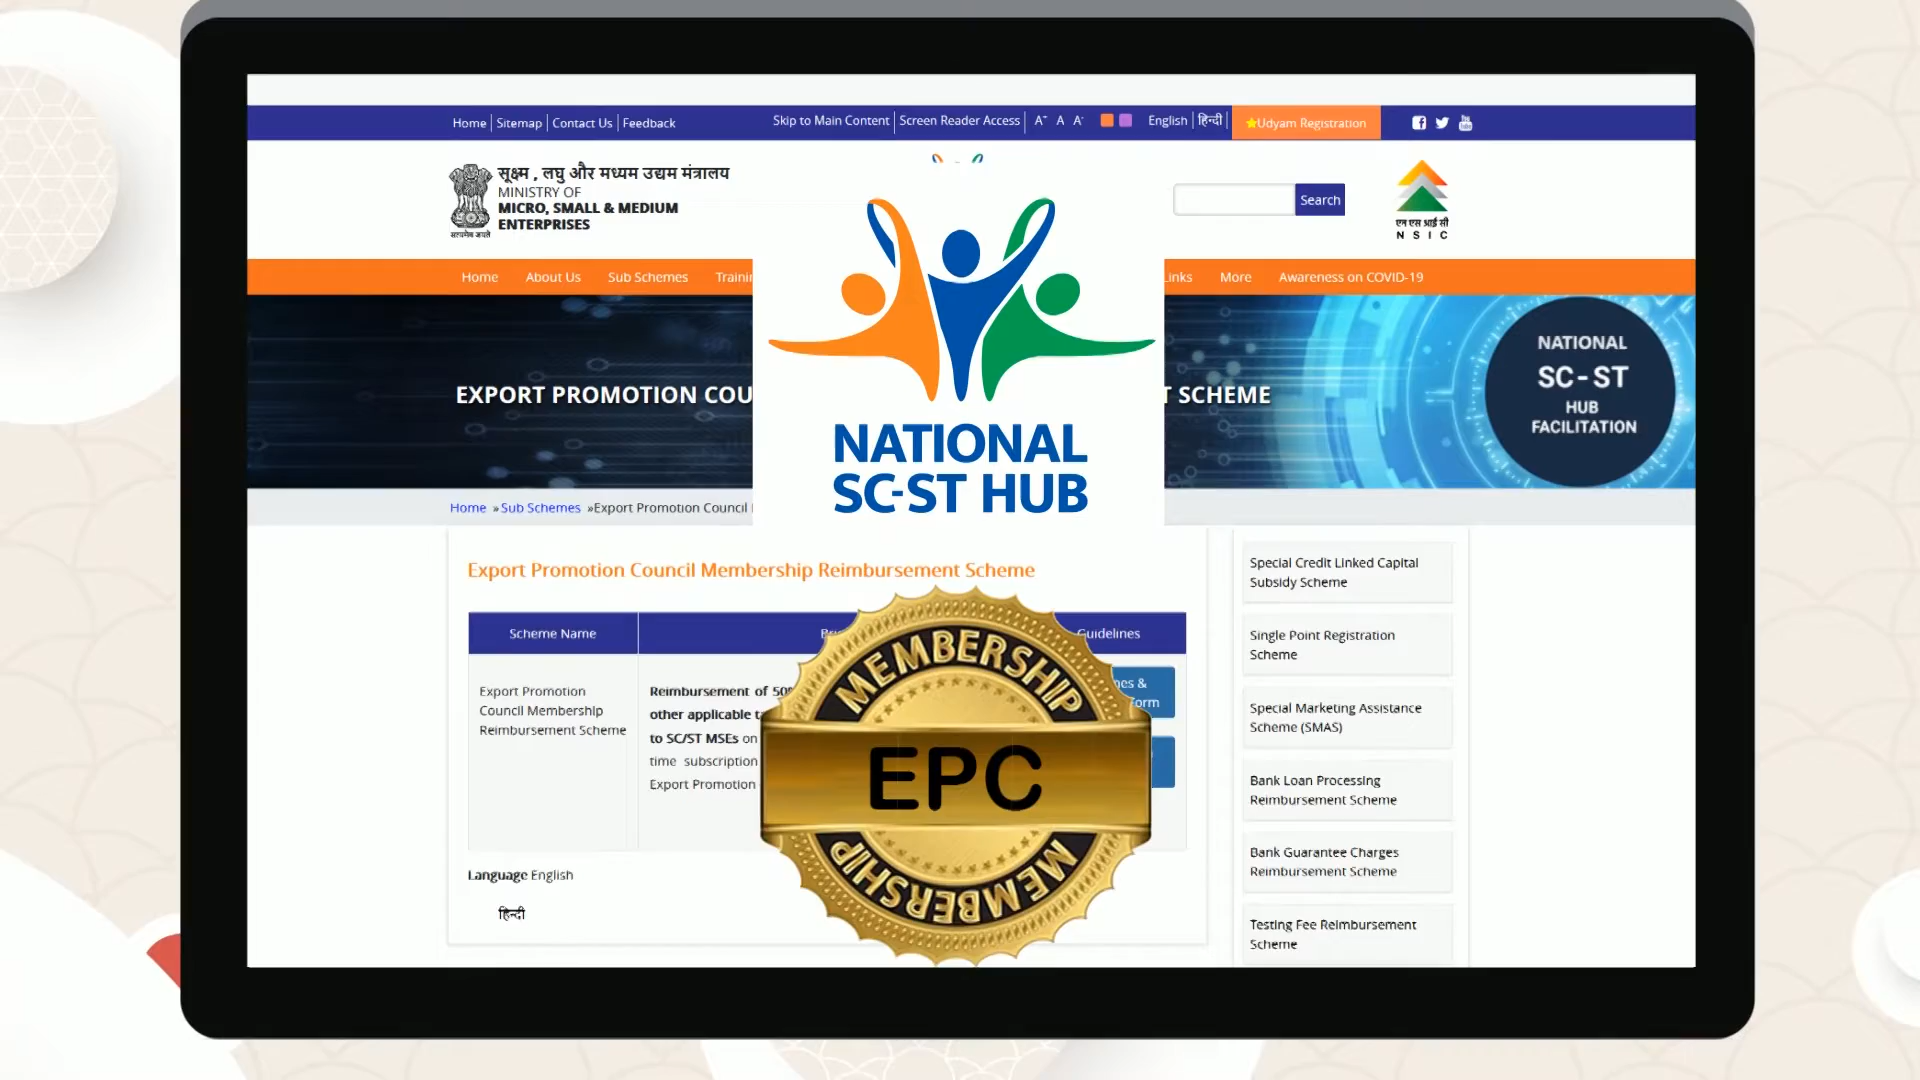 Home Sitemap Contact Us Feedback Skip to Main Content Screen Reader Access A+ A A- English हिन्दी Udyam Registration
सूक्ष्म , लघु और मध्यम उद्यम मंत्रालय
MINISTRY OF
MICRO, SMALL & MEDIUM
ENTERPRISES
सत्यमेव जयते
Search
एन एस आई सी
N S I C
Home About Us Sub Schemes Links More Awareness on COVID-19
EXPORT PROMOTION SCHEME
NATIONAL
SC-ST
HUB
FACILITATION
NATIONAL
SC-ST HUB
Home » Sub Schemes »Export Promotion Council
Export Promotion Council Membership Reimbursement Scheme
Scheme Name Guidelines
Export Promotion
Council Membership
Reimbursement Scheme
Reimbursement of
other applicable
to SC/ST MSEs on
time subscription
Export Promotion
MEMBERSHIP
EPC
MEMBERSHIP
Language English
हिन्दी
Special Credit Linked Capital
Subsidy Scheme
Single Point Registration
Scheme
Special Marketing Assistance
Scheme (SMAS)
Bank Loan Processing
Reimbursement Scheme
Bank Guarantee Charges
Reimbursement Scheme
Testing Fee Reimbursement
Scheme